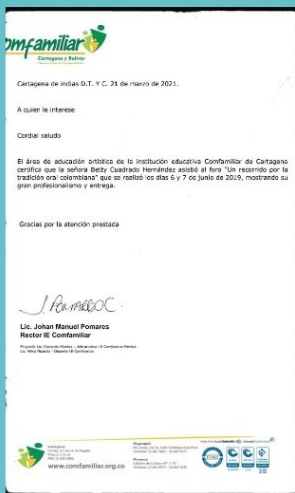 omfamiliar
Cartagena y Bolívar
Cartagena de indias D.T. Y C. 21 de marzo de 2021.
A quien le interese
Cordial saludo
El área de educación artística de la institución educativa Comfamiliar de Cartagena
certifica que la señora Betty Cuadrado Hernández asistió al foro "Un recorrido por la
tradición oral colombiana" que se realizó los días 6 y 7 de junio de 2019, mostrando su
gran profesionalismo y entrega.
Gracias por la atención prestada
Lic. Johan Manuel Pomares
Rector IE Comfamiliar
www.comfamiliar.org.co